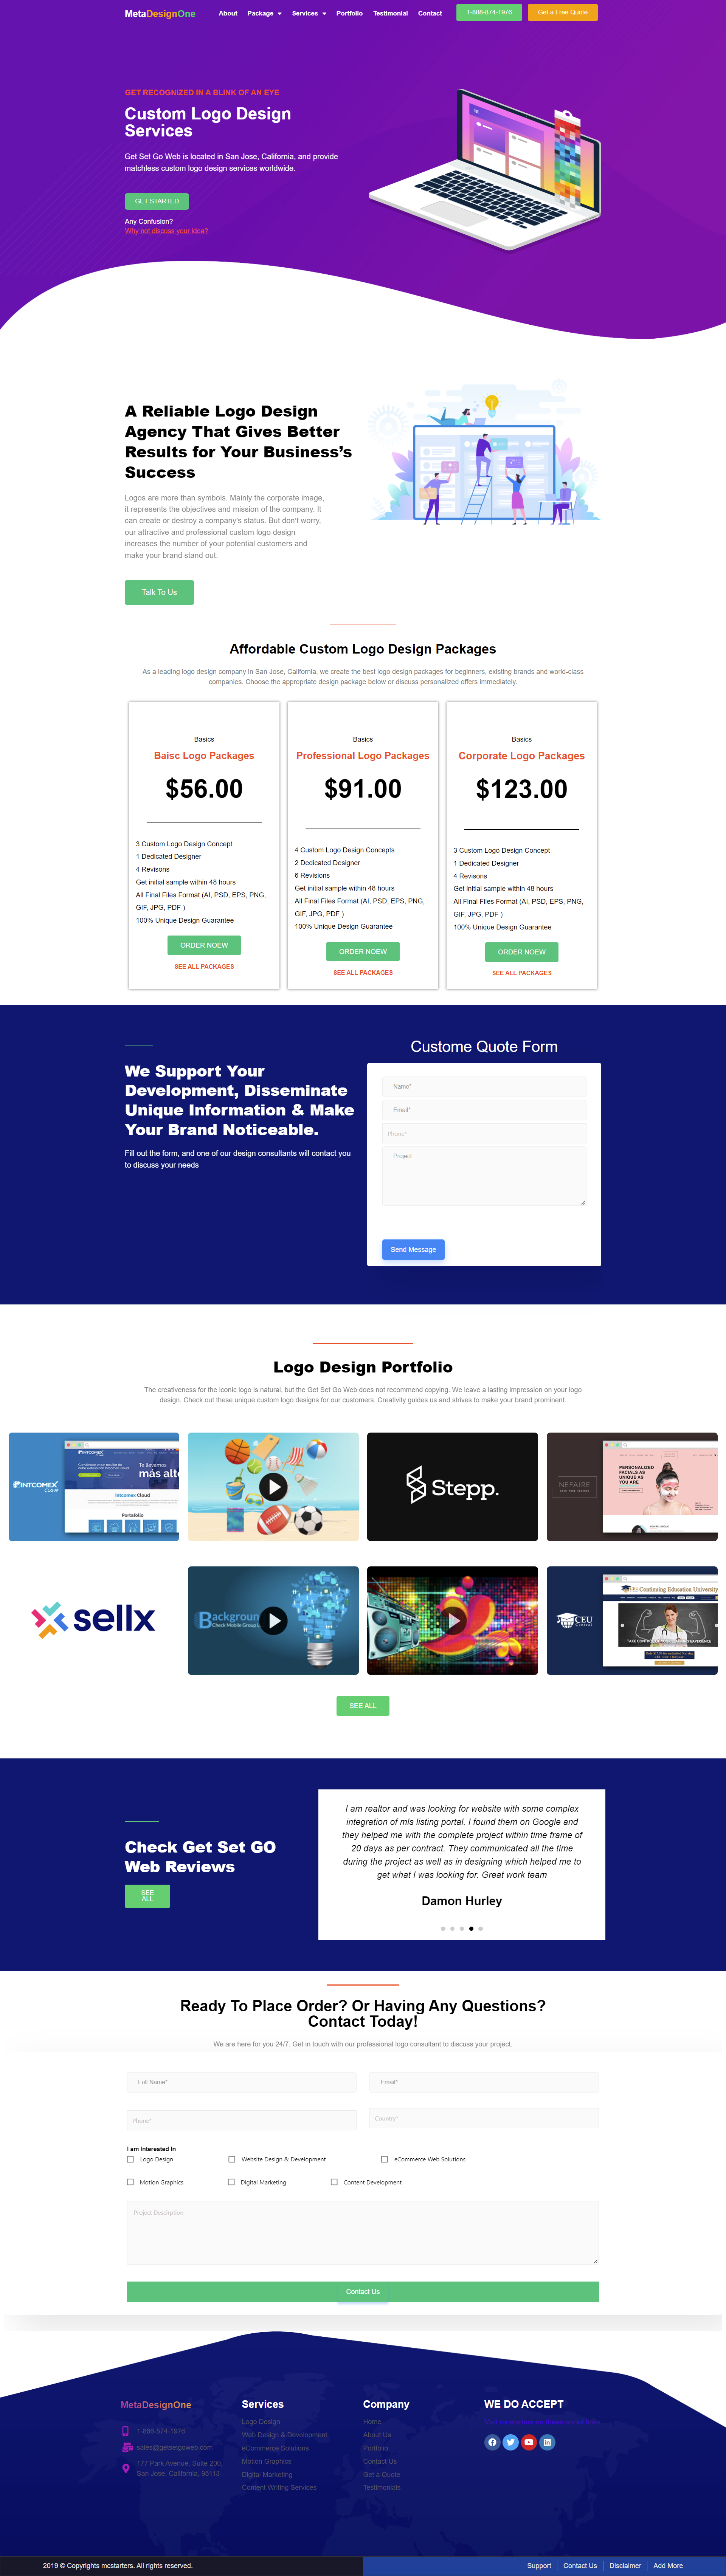 MetaDesignOne
About Package Services Portfolio Testimonial Contact
1-888-874-1976
Get a Free Quote
GET RECOGNIZED IN A BLINK OF AN EYE
Custom Logo Design
Services
Get Set Go Web is located in San Jose, California, and provide
matchless custom logo design services worldwide.
GET STARTED
Any Confusion?
Why not discuss your Idea?
A Reliable Logo Design
Agency That Gives Better
Results for Your Business's
Success
Logos are more than symbols. Mainly the corporate image,
it represents the objectives and mission of the company. It
can create or destroy a company's status. But don't worry,
our attractive and professional custom logo design
increases the number of your potential customers and
make your brand stand out.
Talk To Us
Affordable Custom Logo Design Packages
As a leading logo design company in San Jose, California, we create the best logo design packages for beginners, existing brands and world-class
companies. Choose the appropriate design package below or discuss personalized offers immediately.
Basics
Baisc Logo Packages
$56.00
3 Custom Logo Design Concept
1 Dedicated Designer
4 Revisons
Get initial sample within 48 hours
All Final Files Format (AI, PSD, EPS, PNG,
GIF, JPG, PDF )
100% Unique Design Guarantee
ORDER NOEW
SEE ALL PACKAGES
Basics
Professional Logo Packages
$91.00
4 Custom Logo Design Concepts
2 Dedicated Designer
6 Revisions
Get initial sample within 48 hours
All Final Files Format (AI, PSD, EPS, PNG,
GIF, JPG, PDF )
100% Unique Design Guarantee
ORDER NOEW
SEE ALL PACKAGES
Basics
Corporate Logo Packages
$123.00
3 Custom Logo Design Concept
1 Dedicated Designer
4 Revisons
Get initial sample within 48 hours
All Final Files Format (AI, PSD, EPS, PNG,
GIF, JPG, PDF )
100% Unique Design Guarantee
ORDER NOEW
SEE ALL PACKAGES
We Support Your
Development, Disseminate
Unique Information & Make
Your Brand Noticeable.
Fill out the form, and one of our design consultants will contact you
to discuss your needs
Custome Quote Form
Name*
Email*
Phone*
Project
Send Message
Logo Design Portfolio
The creativeness for the iconic logo is natural, but the Get Set Go Web does not recommend copying. We leave a lasting impression on your logo
design. Check out these unique custom logo designs for our customers. Creativity guides us and strives to make your brand prominent.
INTCOMEX
Cloud
INTCOMEX
Te llevamos
más alto
Intcomex Cloud
Portafolio
Stepp.
NEFAIRE
PERSONALIZED
FACIALS AS
UNIQUE AS
YOU ARE
sellx
Background
Check Mobile Group
CEU
Central
Continuing Education University
TAKE CONTROL EXPERIENCE
SEE ALL
Check Get Set GO
Web Reviews
SEE
ALL
I am realtor and was looking for website with some complex
integration of mls listing portal. I found them on Google and
they helped me with the complete project within time frame of
20 days as per contract. They communicated all the time
during the project as well as in designing which helped me to
get what I was looking for. Great work team
Damon Hurley
Ready To Place Order? Or Having Any Questions?
Contact Today!
We are here for you 24/7. Get in touch with our professional logo consultant to discuss your project.
Full Name*
Email*
Phone*
Country*
I am interested in
Logo Design
Website Design & Development
eCommerce Web Solutions
Motion Graphics
Digital Marketing
Content Development
Project Description
Contact Us
MetaDesignOne
1-866-574-1976
sales@getsetgoweb.com
177 Park Avenue, Suite 200,
San Jose, California, 95113
Services
Logo Design
Web Design & Development
eCommerce Solutions
Motion Graphics
Digital Marketing
Content Writing Services
Company
Home
About Us
Portfolio
Contact Us
Get a Quote
Testimonials
WE DO ACCEPT
2019 © Copyrights mcstarters. All rights reserved.
Support Contact Us Disclaimer Add More